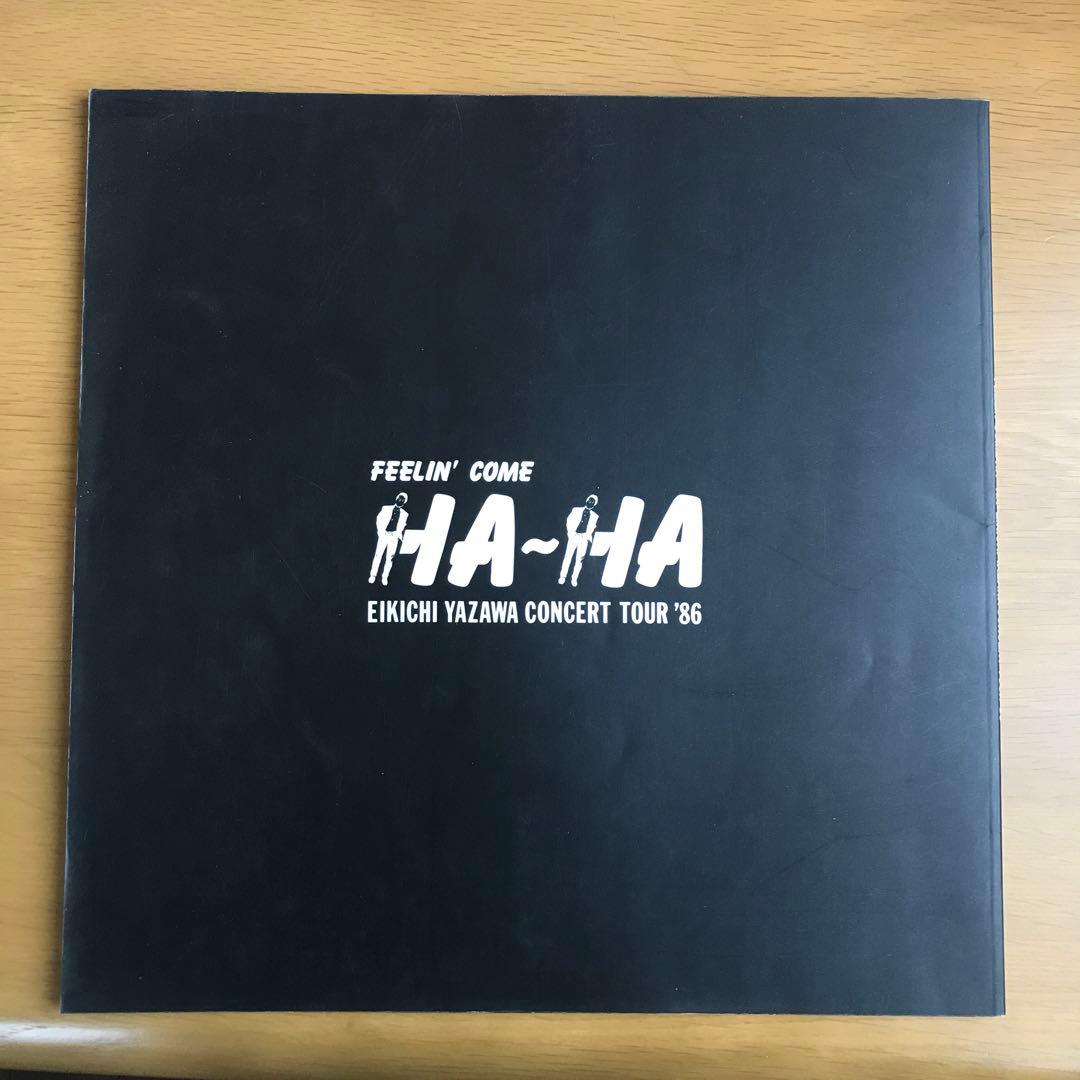 FEELIN' COME
HA~HA
EIKICHI YAZAWA CONCERT TOUR '86